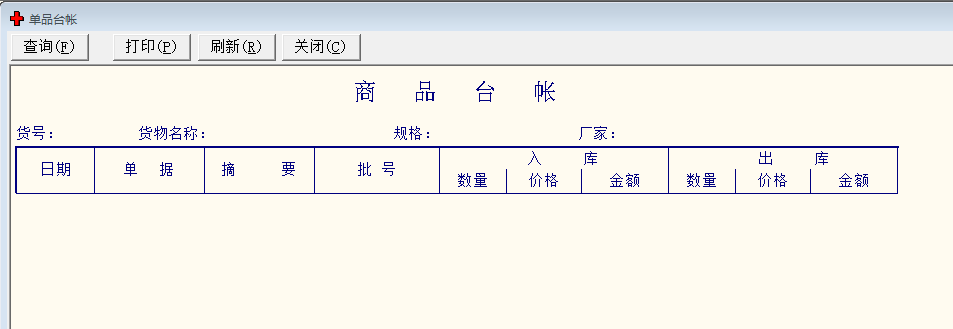 单品台帐
查询(F) 打印(P) 刷新(R) 关闭(C)
商 品 台 帐
货号: 货物名称: 规格: 厂家:
日期 单 据 摘 要 批 号 入 库 出 库
数量 价格 金额 数量 价格 金额